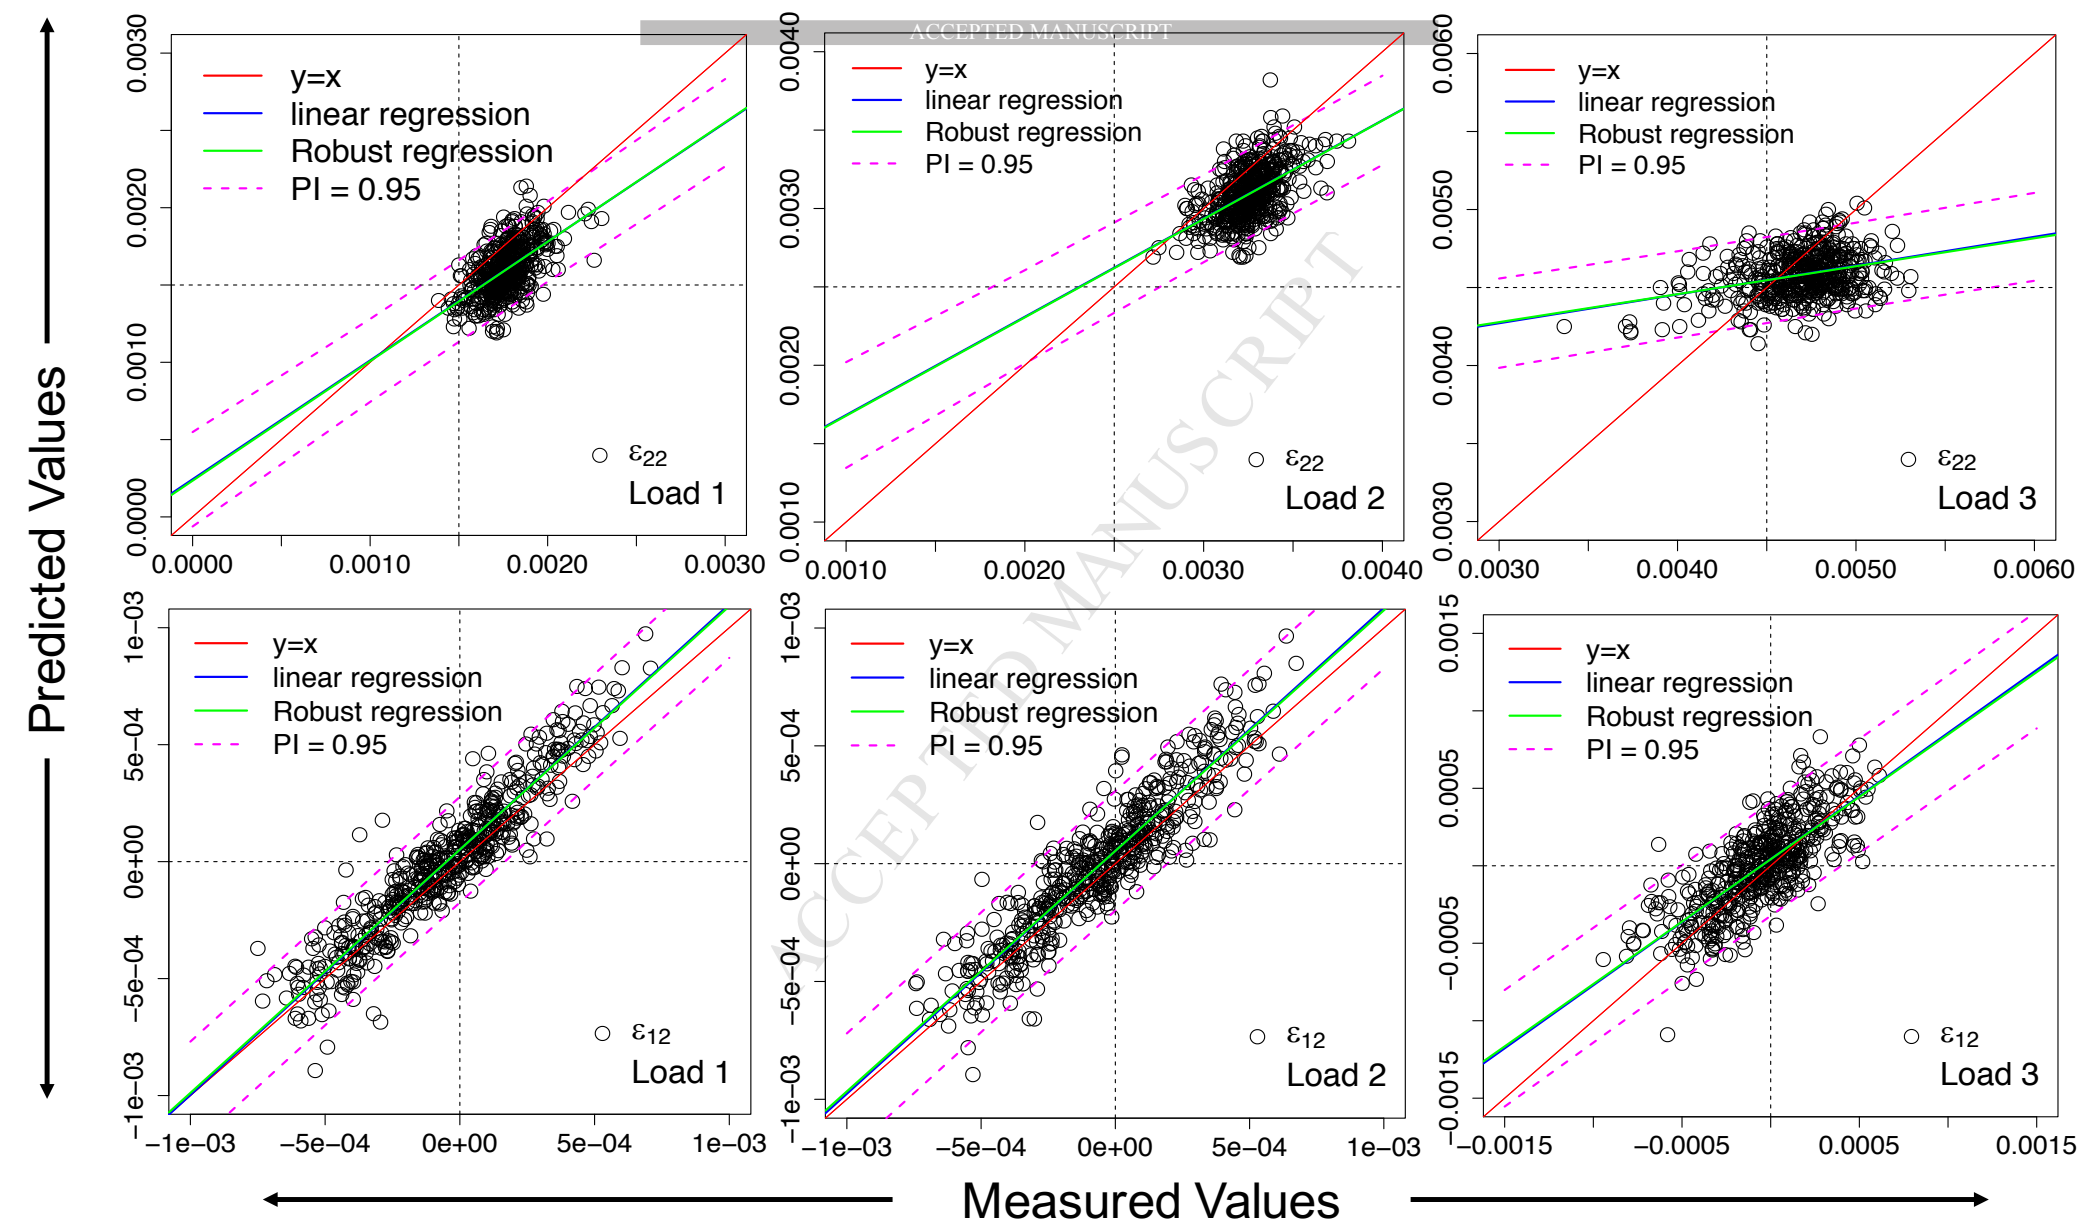 ACCEPTED MANUSCRIPT
Predicted Values
0.0000 0.0010 0.0020 0.0030
y=x
linear regression
Robust regression
PI = 0.95
ε22
Load 1
0.0000 0.0010 0.0020 0.0030
0.0010 0.0020 0.0030 0.0040
y=x
linear regression
Robust regression
PI = 0.95
ε22
Load 2
0.0010 0.0020 0.0030 0.0040
0.0030 0.0040 0.0050 0.0060
y=x
linear regression
Robust regression
PI = 0.95
ε22
Load 3
0.0030 0.0040 0.0050 0.0060
−1e−03 −5e−04 0e+00 5e−04 1e−03
y=x
linear regression
Robust regression
PI = 0.95
ε12
Load 1
−1e−03 −5e−04 0e+00 5e−04 1e−03
−1e−03 −5e−04 0e+00 5e−04 1e−03
y=x
linear regression
Robust regression
PI = 0.95
ε12
Load 2
−1e−03 −5e−04 0e+00 5e−04 1e−03
−0.0015 −0.0005 0.0005 0.0015
y=x
linear regression
Robust regression
PI = 0.95
ε12
Load 3
−0.0015 −0.0005 0.0005 0.0015
Measured Values
ACCEPTED MANUSCRIPT